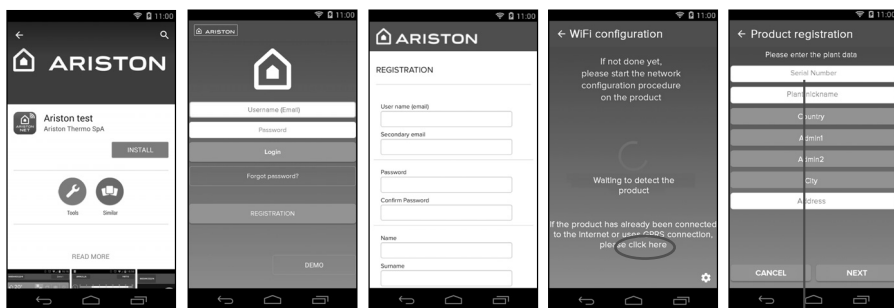 11:00
ARISTON
Ariston test
Ariston Thermo SpA
INSTALL
Tools
Similar
READ MORE
11:00
ARISTON
Username (Email)
Password
Login
Forgot password?
REGISTRATION
DEMO
11:00
ARISTON
REGISTRATION
User name (email)
Secondary email
Password
Confirm Password
Name
Surname
11:00
WiFi configuration
If not done yet,
please start the network
configuration procedure
on the product
Waiting to detect the
product
If the product has already been connected
to the internet or uses GPRS connection,
please click here
11:00
Product registration
Please enter the plant data
Serial Number
Plant nickname
Country
Admin1
Admin2
City
Address
CANCEL
NEXT